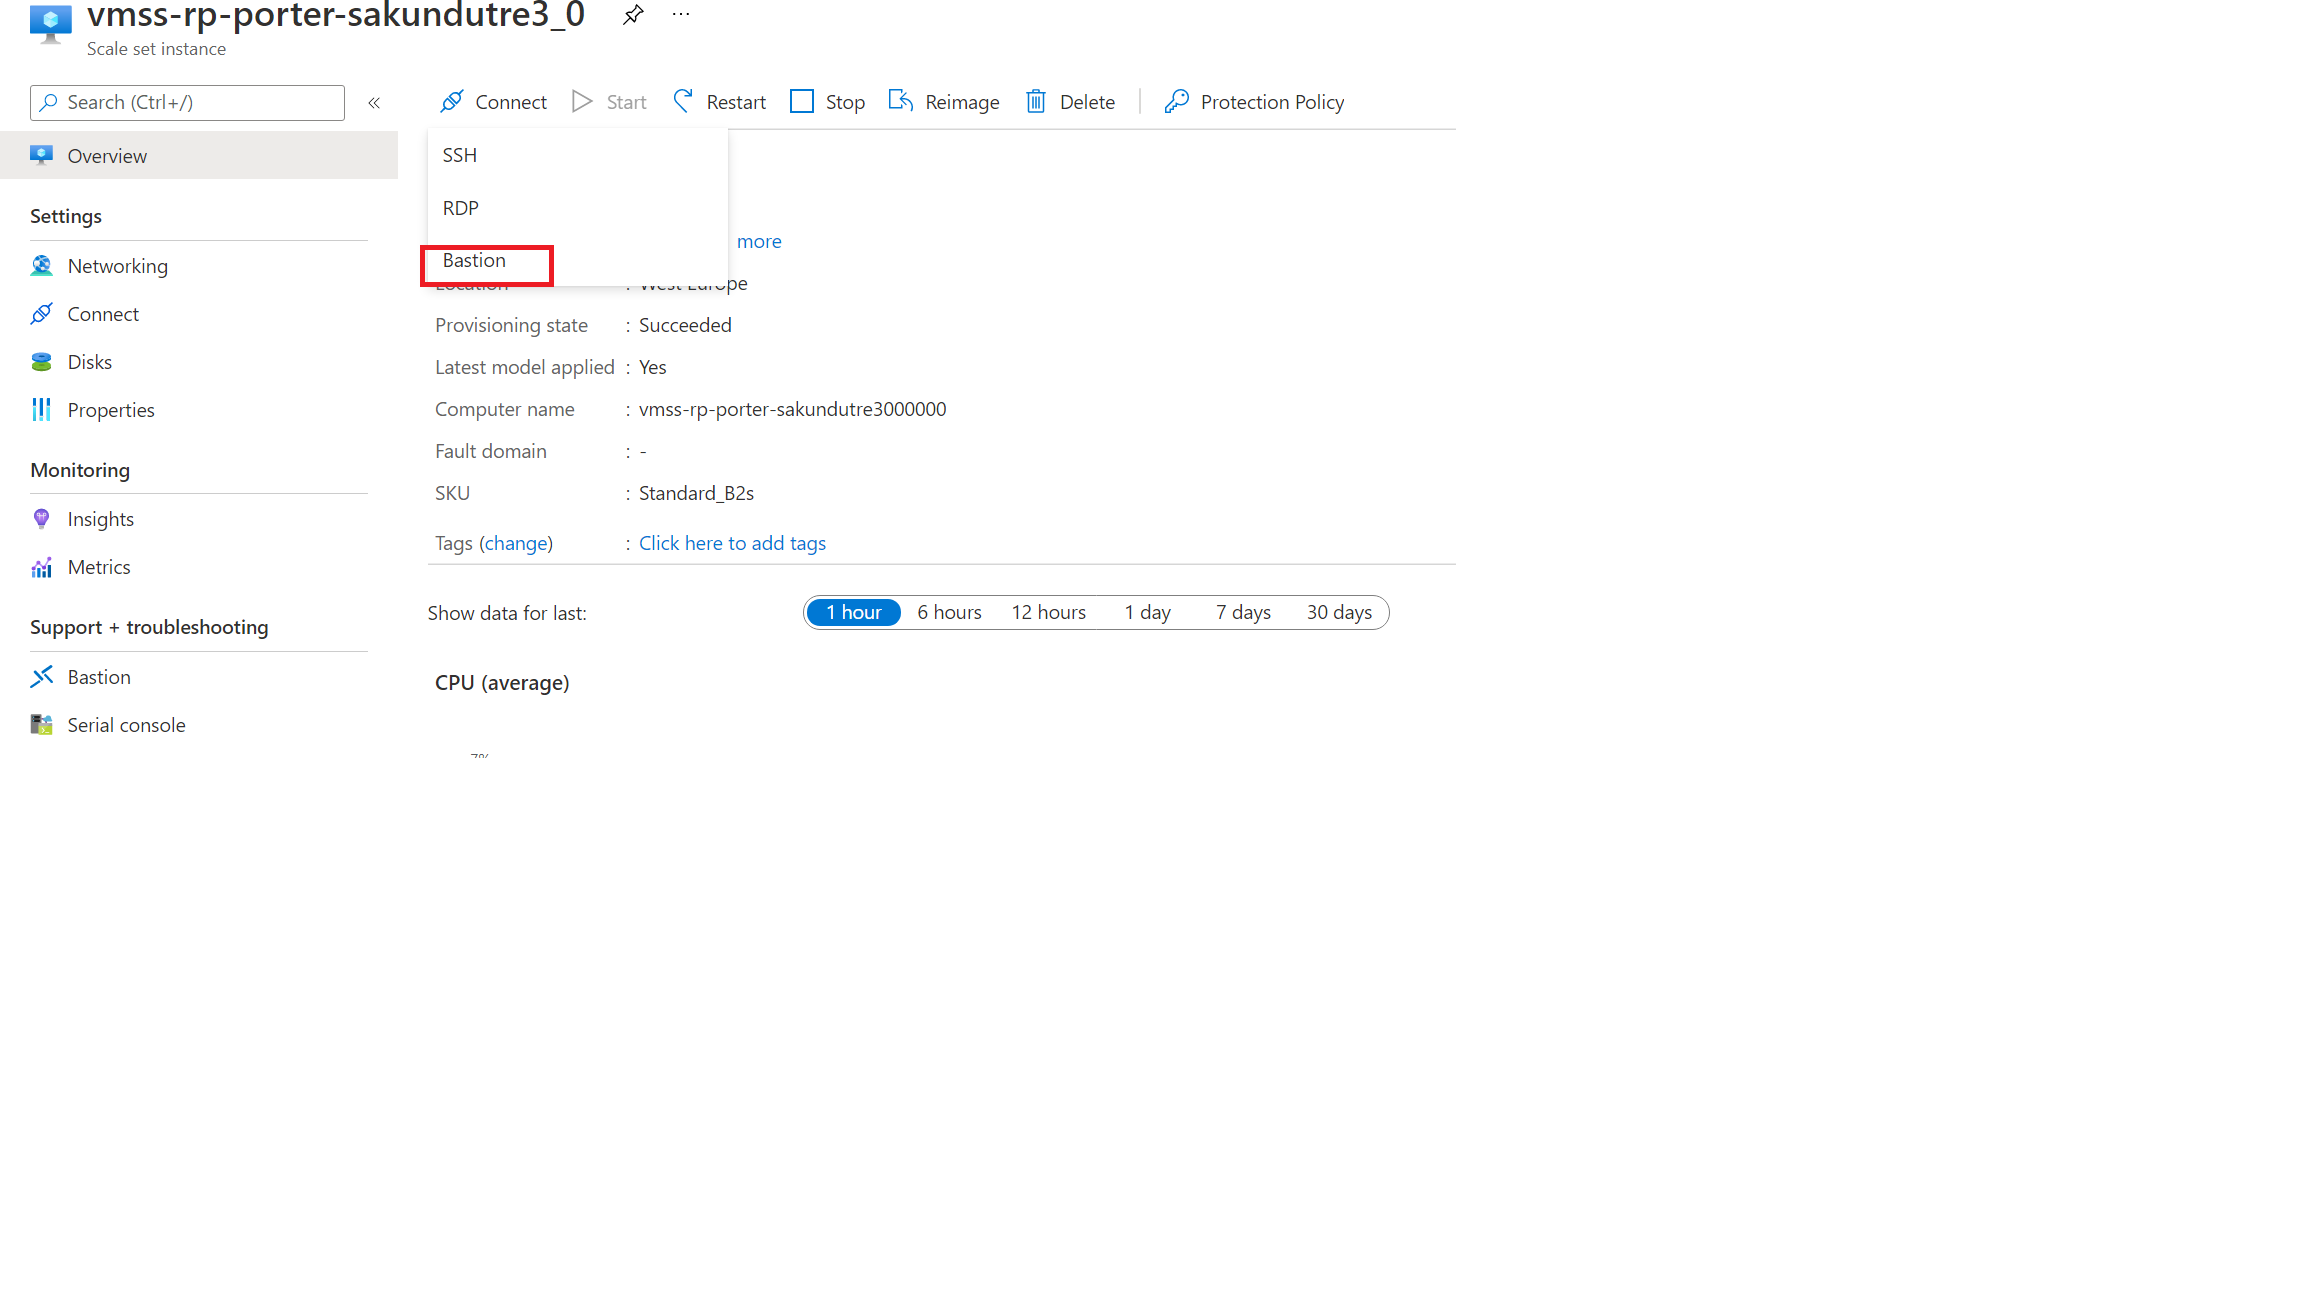 vmss-rp-porter-sakundutre3_0
Scale set instance
Search (Ctrl+/)
«
Connect Start Restart Stop Reimage Delete Protection Policy
Overview
SSH
RDP
Bastion
more
Settings
Networking
Connect
Disks
Properties
Monitoring
Insights
Metrics
Support + troubleshooting
Bastion
Serial console
Location : West Europe
Provisioning state : Succeeded
Latest model applied : Yes
Computer name : vmss-rp-porter-sakundutre3000000
Fault domain : -
SKU : Standard_B2s
Tags (change) : Click here to add tags
Show data for last: 1 hour 6 hours 12 hours 1 day 7 days 30 days
CPU (average)
7%